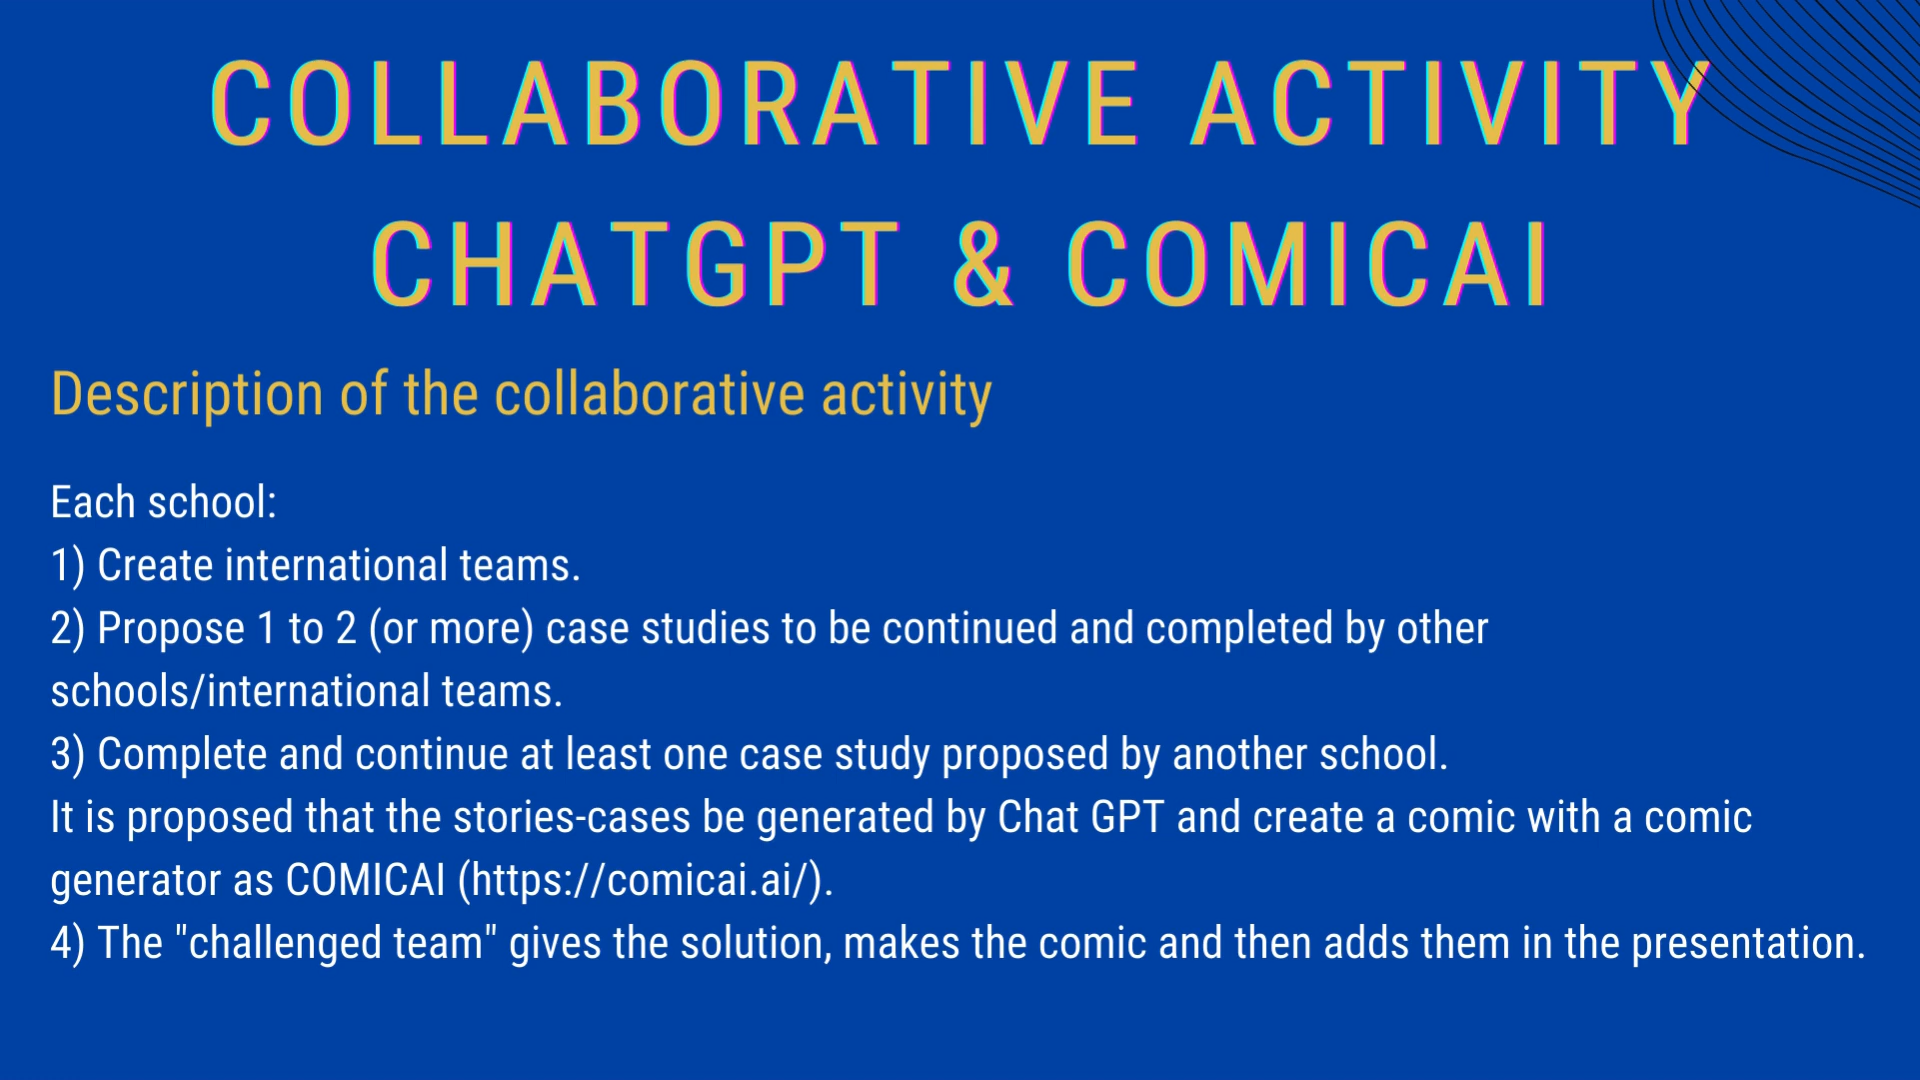 COLLABORATIVE ACTIVITY
CHATGPT & COMICAI
Description of the collaborative activity
Each school:
1) Create international teams.
2) Propose 1 to 2 (or more) case studies to be continued and completed by other
schools/international teams.
3) Complete and continue at least one case study proposed by another school.
It is proposed that the stories-cases be generated by Chat GPT and create a comic with a comic
generator as COMICAI (https://comicai.ai/).
4) The "challenged team" gives the solution, makes the comic and then adds them in the presentation.